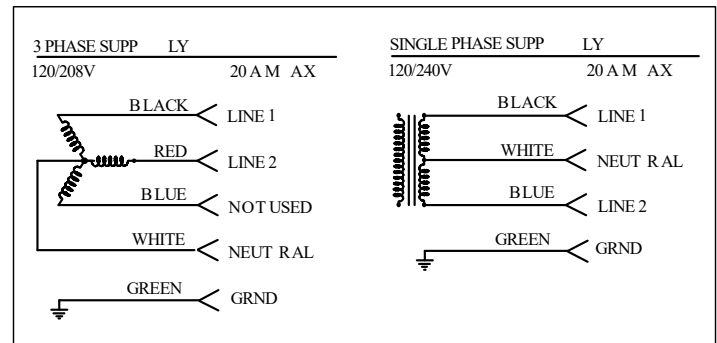 3 PHASE SUPP LY
120/208V 20 A M AX
BLACK LINE 1
RED LINE 2
BLUE NOT USED
WHITE NEUT RAL
GREEN GRND
SINGLE PHASE SUPP LY
120/240V 20 A M AX
BLACK LINE 1
WHITE NEUT RAL
BLUE LINE 2
GREEN GRND